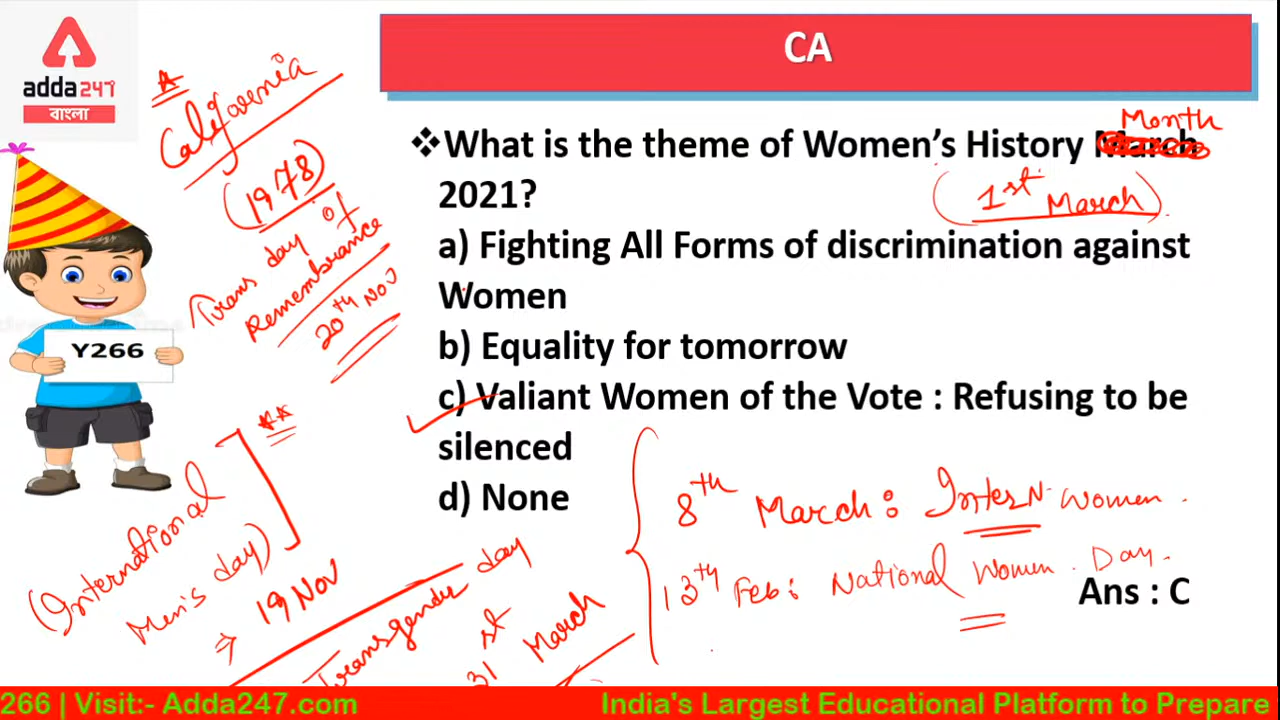 adda247
বাংলা
CA
❖What is the theme of Women's History March
Month
2021?
(1st March)
a) Fighting All Forms of discrimination against
Women
b) Equality for tomorrow
c) Valiant Women of the Vote : Refusing to be
silenced
d) None
Ans : C
California
(1978)
Trans day of
Remembrance
20th Nov
Y266
(International
Men's day)
⇒ 19 Nov
Transgender day
31st March
8th March : Inter N. Women.
13th Feb : National Women. Day.
266 | Visit:- Adda247.com
India's Largest Educational Platform to Prepare